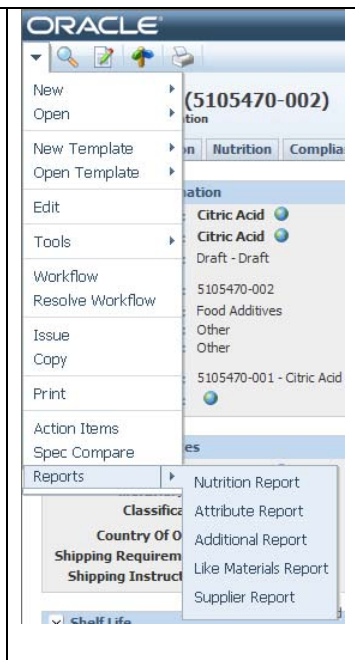 ORACLE
New
Open
New Template
Open Template
Edit
Tools
Workflow
Resolve Workflow
Issue
Copy
Print
Action Items
Spec Compare
Reports
Nutrition Report
Attribute Report
Additional Report
Like Materials Report
Supplier Report
(5105470-002)
tion
on Nutrition Complia
ation
Citric Acid
Citric Acid
Draft - Draft
5105470-002
Food Additives
Other
Other
5105470-001 - Citric Acid
es
Classifica
Country Of O
Shipping Requirem
Shipping Instruct
Shelf Life